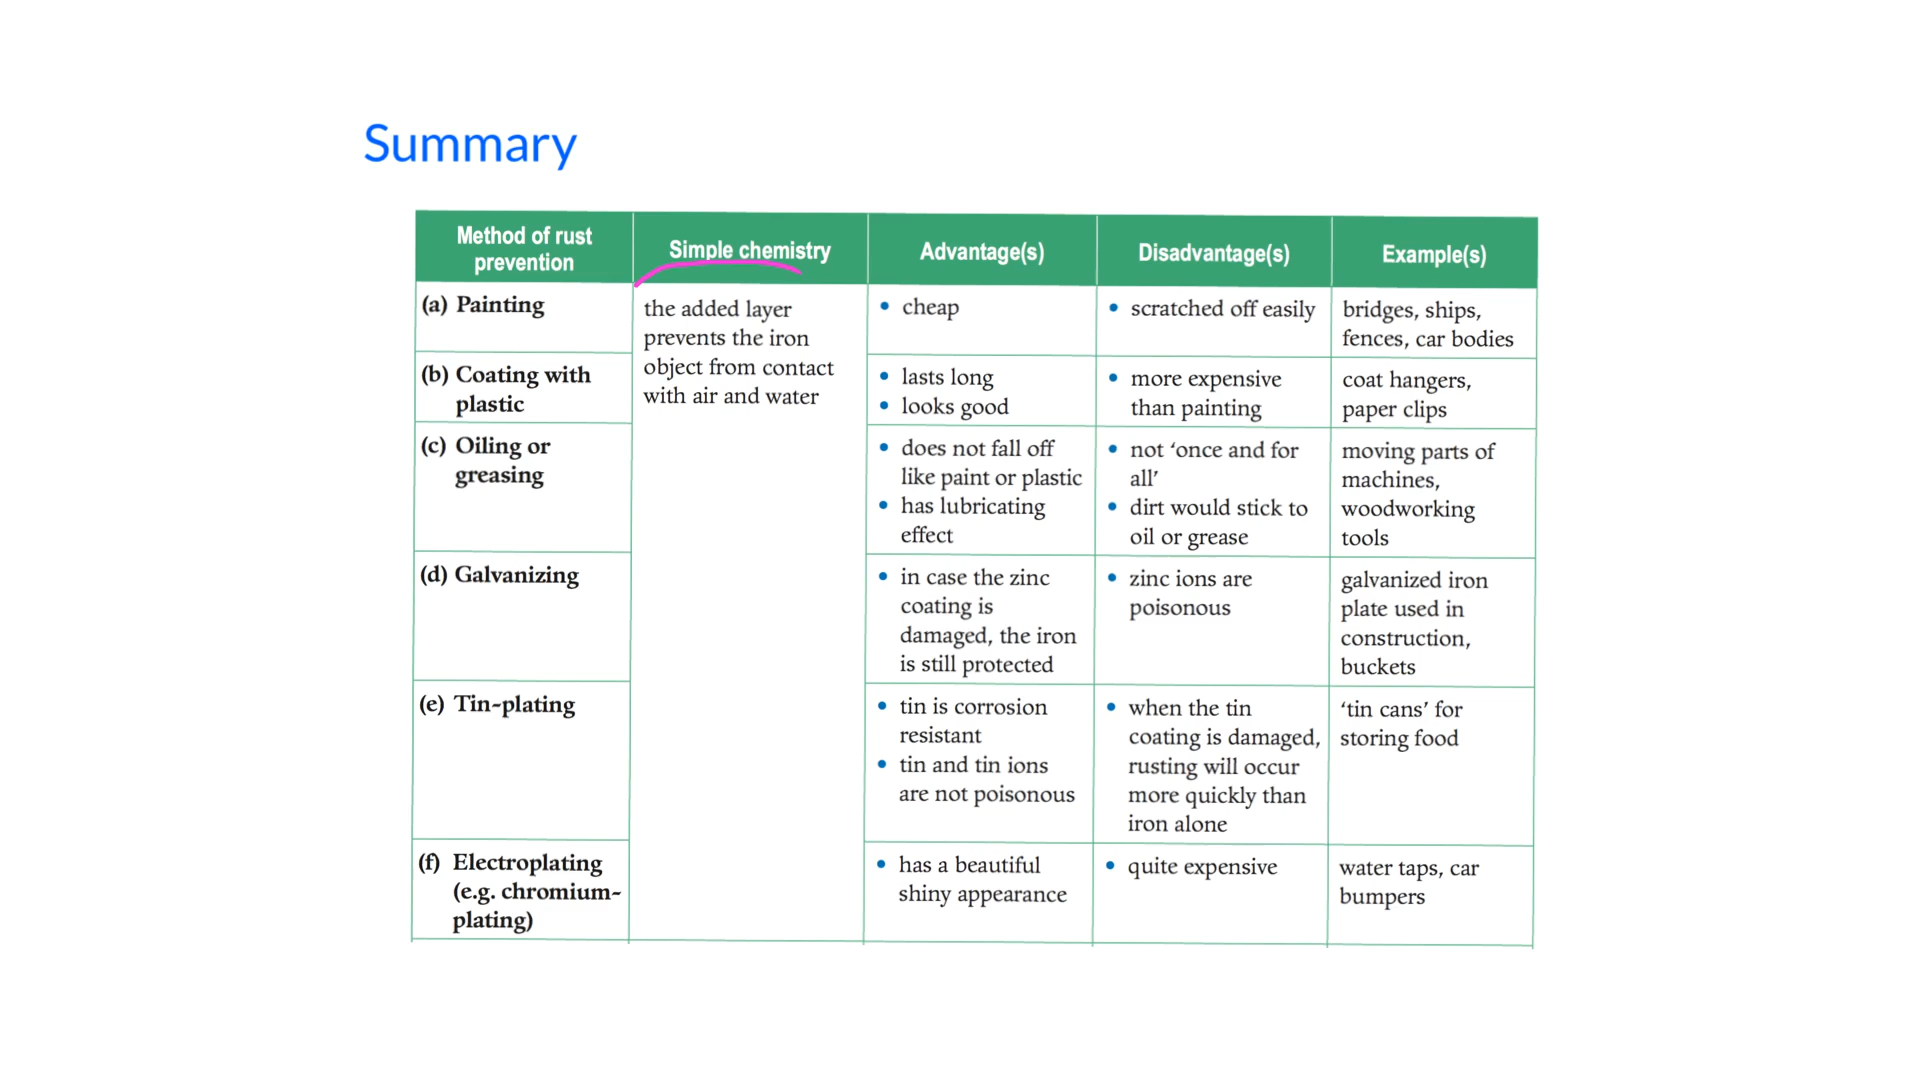 Summary
Method of rust
prevention
Simple chemistry
Advantage(s)
Disadvantage(s)
Example(s)
(a) Painting
the added layer
prevents the iron
object from contact
with air and water
• cheap
• scratched off easily
bridges, ships,
fences, car bodies
(b) Coating with
plastic
• lasts long
• looks good
• more expensive
than painting
coat hangers,
paper clips
(c) Oiling or
greasing
• does not fall off
like paint or plastic
• has lubricating
effect
• not ‘once and for
all’
• dirt would stick to
oil or grease
moving parts of
machines,
woodworking
tools
(d) Galvanizing
• in case the zinc
coating is
damaged, the iron
is still protected
• zinc ions are
poisonous
galvanized iron
plate used in
construction,
buckets
(e) Tin-plating
• tin is corrosion
resistant
• tin and tin ions
are not poisonous
• when the tin
coating is damaged,
rusting will occur
more quickly than
iron alone
‘tin cans’ for
storing food
(f) Electroplating
(e.g. chromium-
plating)
• has a beautiful
shiny appearance
• quite expensive
water taps, car
bumpers